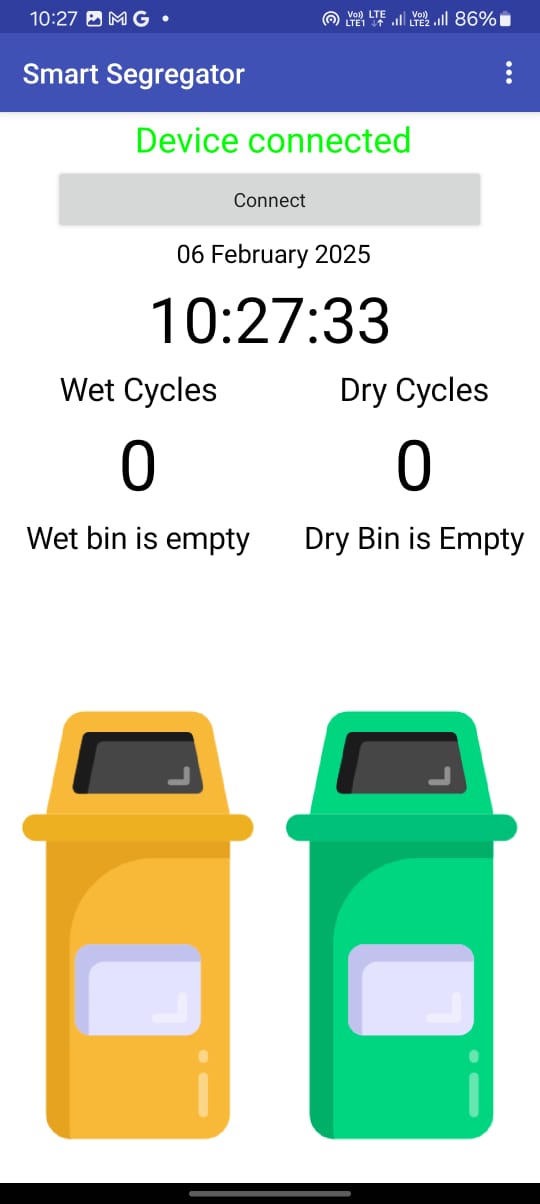 10:27 M G Vo) LTE LTE1 Vo) LTE2 86%
Smart Segregator
Device connected
Connect
06 February 2025
10:27:33
Wet Cycles Dry Cycles
0 0
Wet bin is empty Dry Bin is Empty